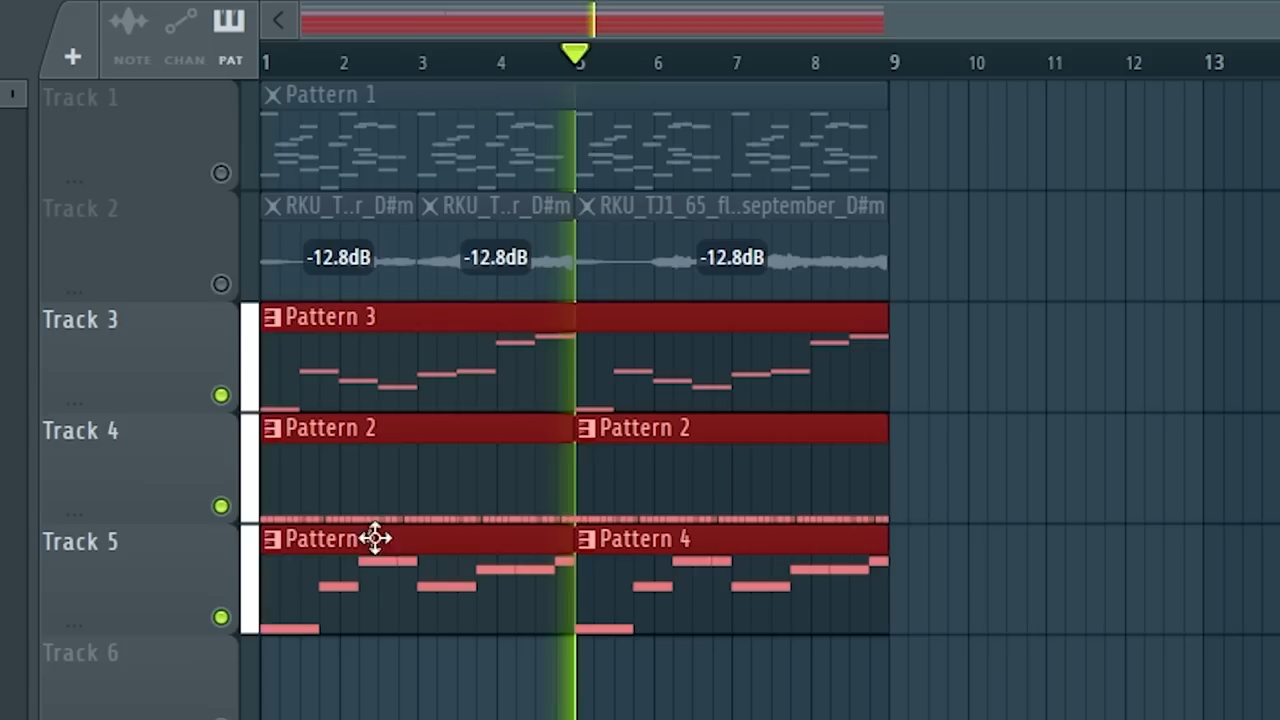 + NOTE CHAN PAT
1 2 3 4 5 6 7 8 9 10 11 12 13
Track 1
Pattern 1
...
Track 2
RKU_T..r_D#m RKU_T..r_D#m RKU_TJ1_65_fl..september_D#m
-12.8dB -12.8dB -12.8dB
...
Track 3
Pattern 3
...
Track 4
Pattern 2 Pattern 2
...
Track 5
Pattern Pattern 4
...
Track 6